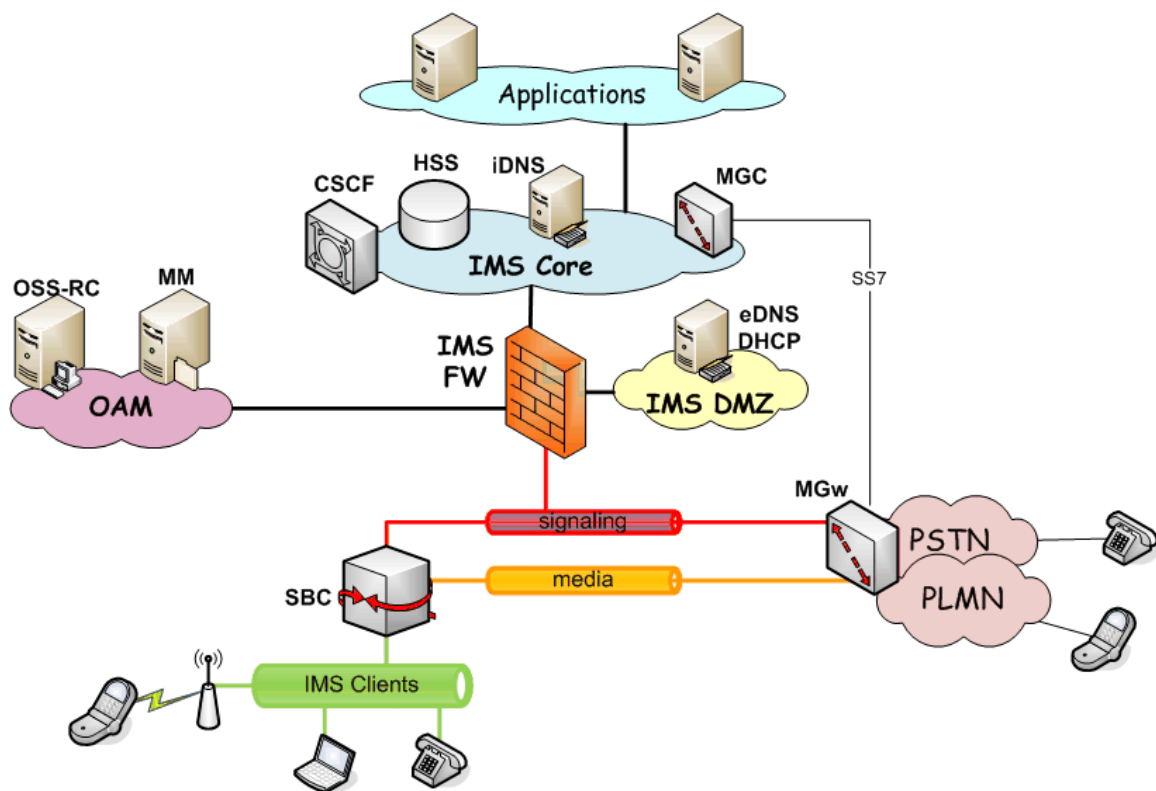 Applications
HSS
iDNS
CSCF
MGC
IMS Core
SS7
OSS-RC
MM
OAM
IMS
FW
eDNS
DHCP
IMS DMZ
MGw
signaling
PSTN
media
SBC
PLMN
IMS Clients